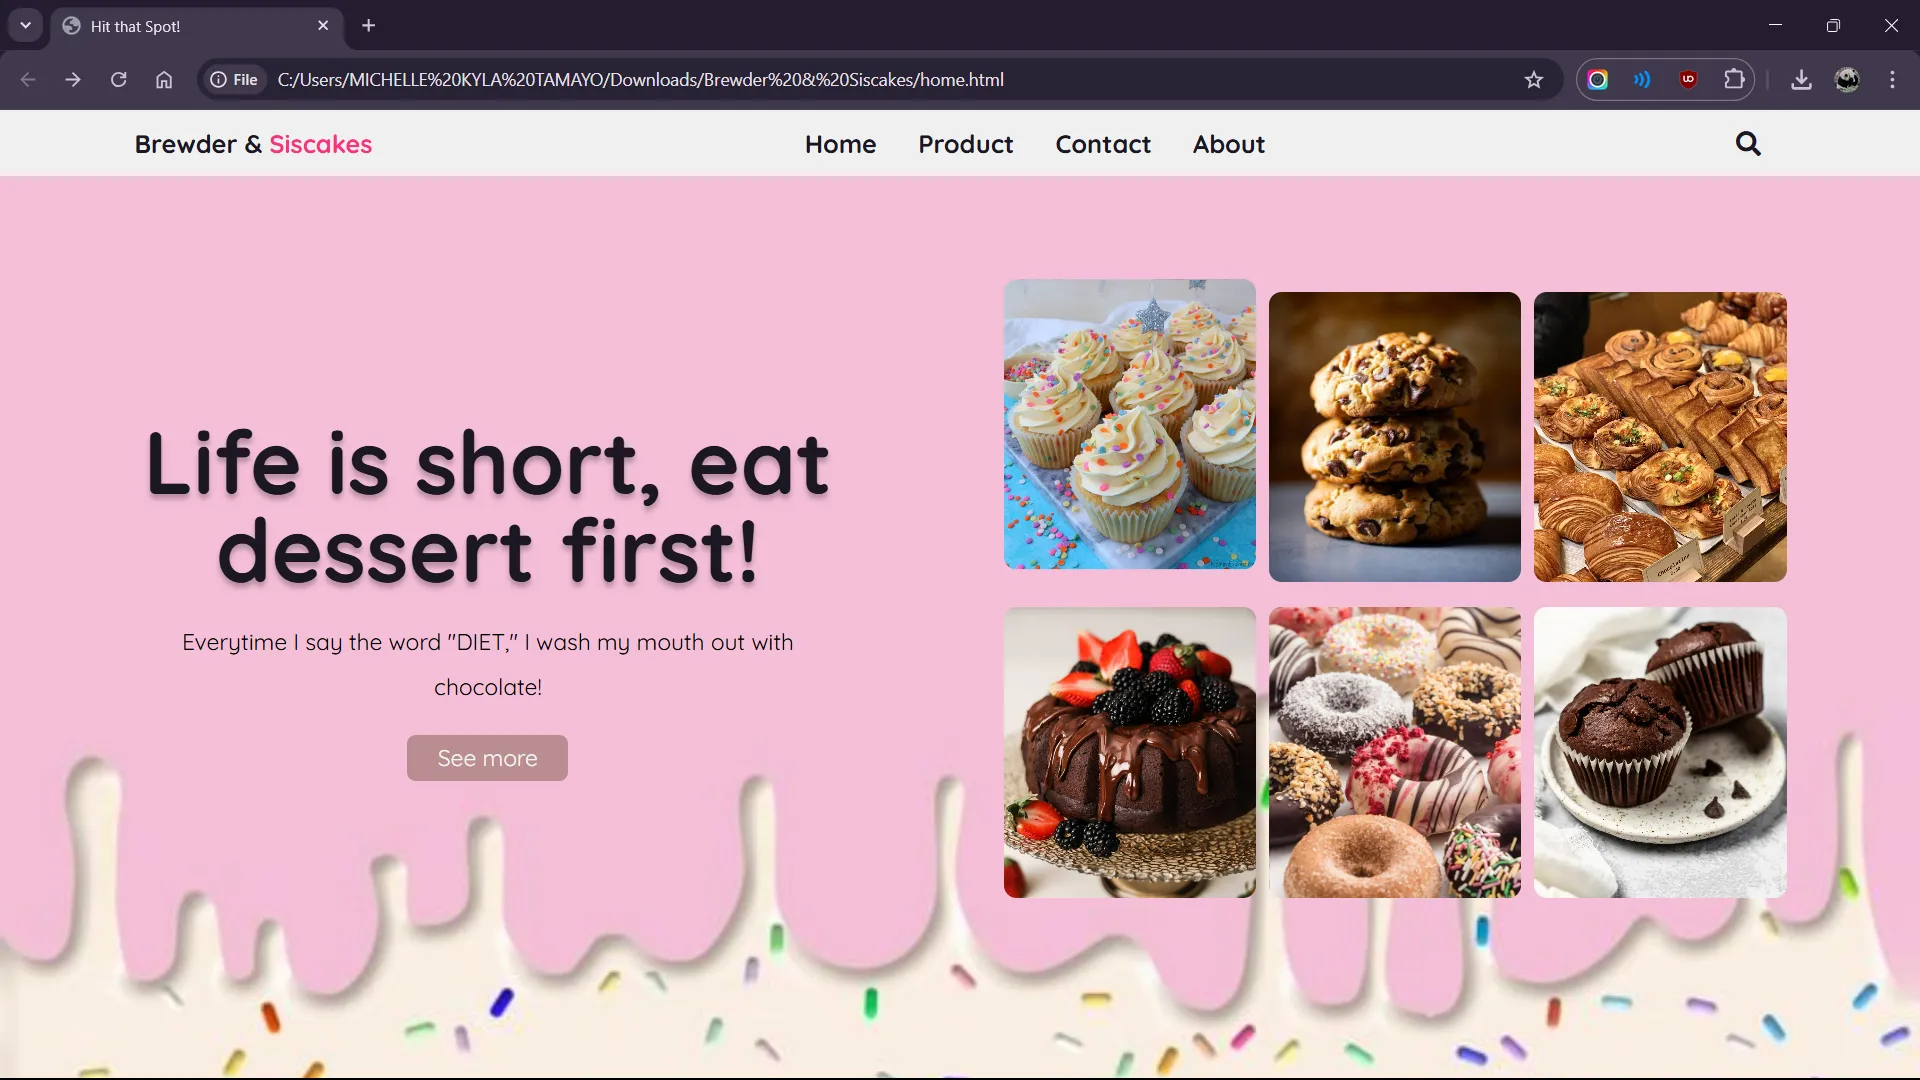 Hit that Spot!
File
C:/Users/MICHELLE%20KYLA%20TAMAYO/Downloads/Brewder%20&%20Siscakes/home.html
Brewder & Siscakes
Home
Product
Contact
About
Life is short, eat
dessert first!
Everytime I say the word "DIET," I wash my mouth out with
chocolate!
See more